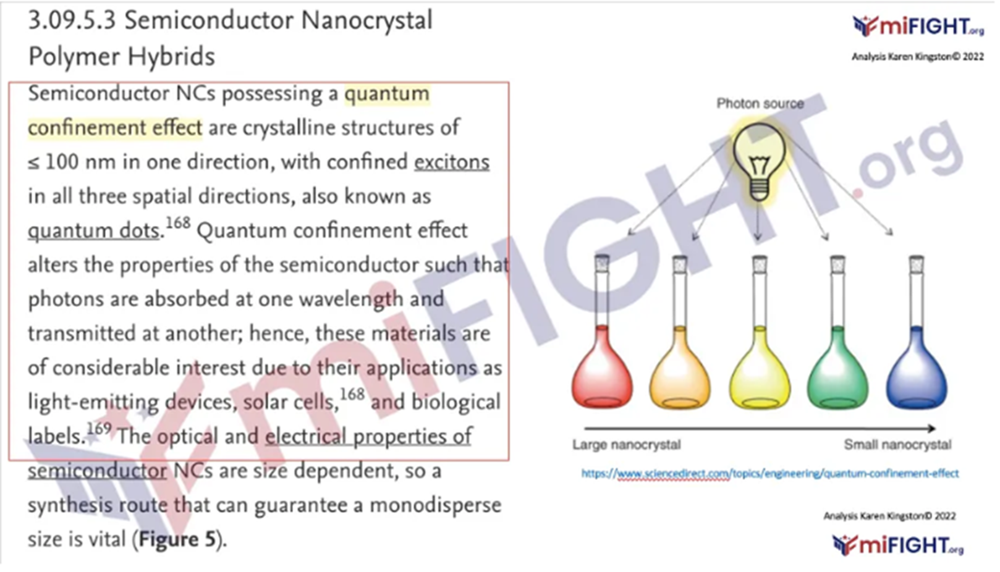 3.09.5.3 Semiconductor Nanocrystal
Polymer Hybrids
Semiconductor NCs possessing a quantum
confinement effect are crystalline structures of
≤ 100 nm in one direction, with confined excitons
in all three spatial directions, also known as
quantum dots.168 Quantum confinement effect
alters the properties of the semiconductor such that
photons are absorbed at one wavelength and
transmitted at another; hence, these materials are
of considerable interest due to their applications as
light-emitting devices, solar cells,168 and biological
labels.169 The optical and electrical properties of
semiconductor NCs are size dependent, so a
synthesis route that can guarantee a monodisperse
size is vital (Figure 5).
miFIGHT.org
Analysis Karen Kingston© 2022
Photon source
Large nanocrystal
Small nanocrystal
https://www.sciencedirect.com/topics/engineering/quantum-confinement-effect
Analysis Karen Kingston© 2022
miFIGHT.org
miFIGHT.org